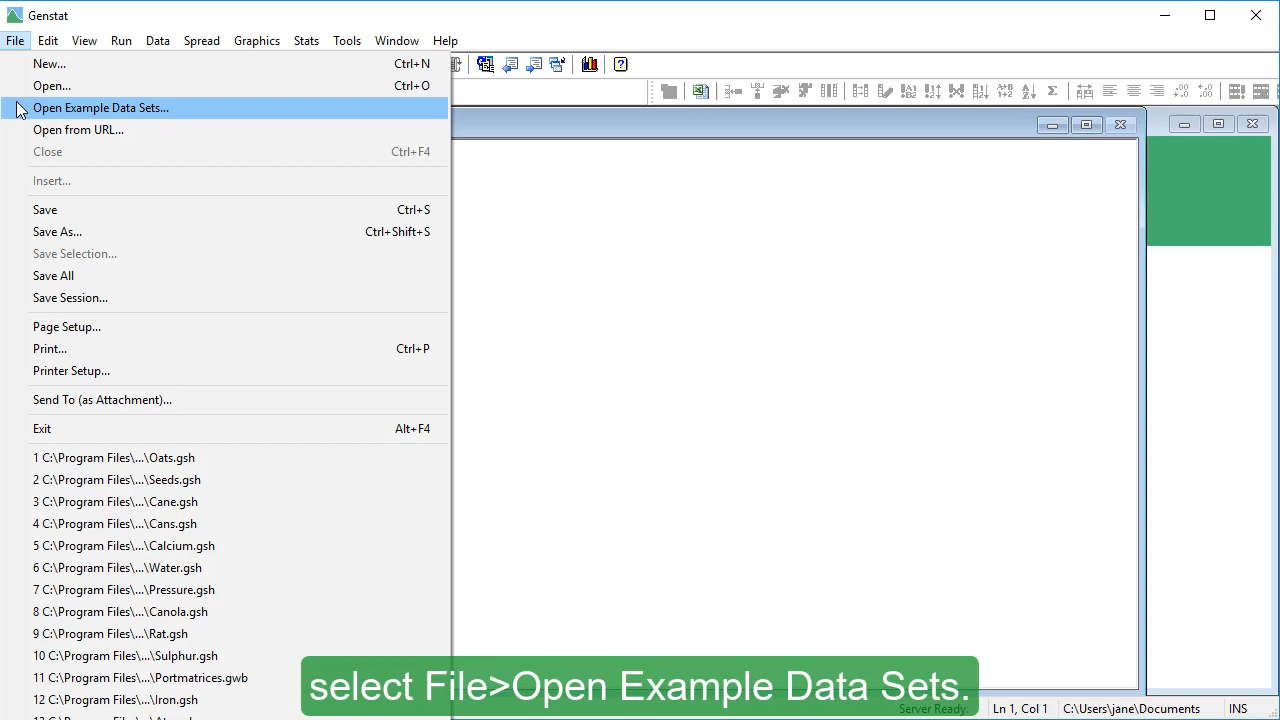 Genstat
File Edit View Run Data Spread Graphics Stats Tools Window Help
New... Ctrl+N
Open... Ctrl+O
Open Example Data Sets...
Open from URL...
Close Ctrl+F4
Insert...
Save Ctrl+S
Save As... Ctrl+Shift+S
Save Selection...
Save All
Save Session...
Page Setup...
Print... Ctrl+P
Printer Setup...
Send To (as Attachment)...
Exit Alt+F4
1 C:\Program Files\...\Oats.gsh
2 C:\Program Files\...\Seeds.gsh
3 C:\Program Files\...\Cane.gsh
4 C:\Program Files\...\Cans.gsh
5 C:\Program Files\...\Calcium.gsh
6 C:\Program Files\...\Water.gsh
7 C:\Program Files\...\Pressure.gsh
8 C:\Program Files\...\Canola.gsh
9 C:\Program Files\...\Rat.gsh
10 C:\Program Files\...\Sulphur.gsh
11 C:\Program Files\...\Portmatrices.gwb
12 C:\Program Files\...\Iron.gsh
select File>Open Example Data Sets.
Server Ready. Ln 1, Col 1 C:\Users\jane\Documents INS